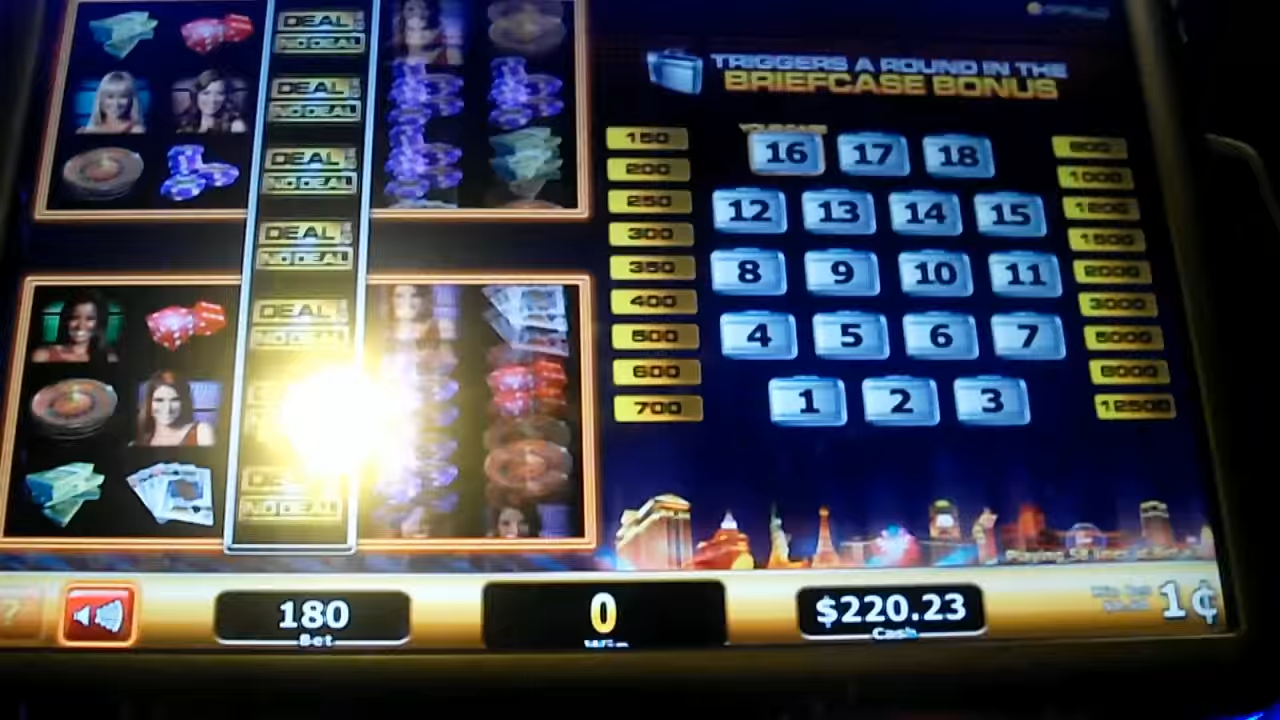 DEAL
NO DEAL
DEAL
NO DEAL
DEAL
NO DEAL
DEAL
NO DEAL
DEAL
NO DEAL
NO DEAL
TRIGGERS A ROUND IN THE
BRIEFCASE BONUS
150
200
250
300
350
400
500
600
700
16 17 18
12 13 14 15
8 9 10 11
4 5 6 7
1 2 3
800
1000
1200
1500
2000
3000
5000
8000
12500
?
180
Bet
0
Win
$220.23
Cash
1¢